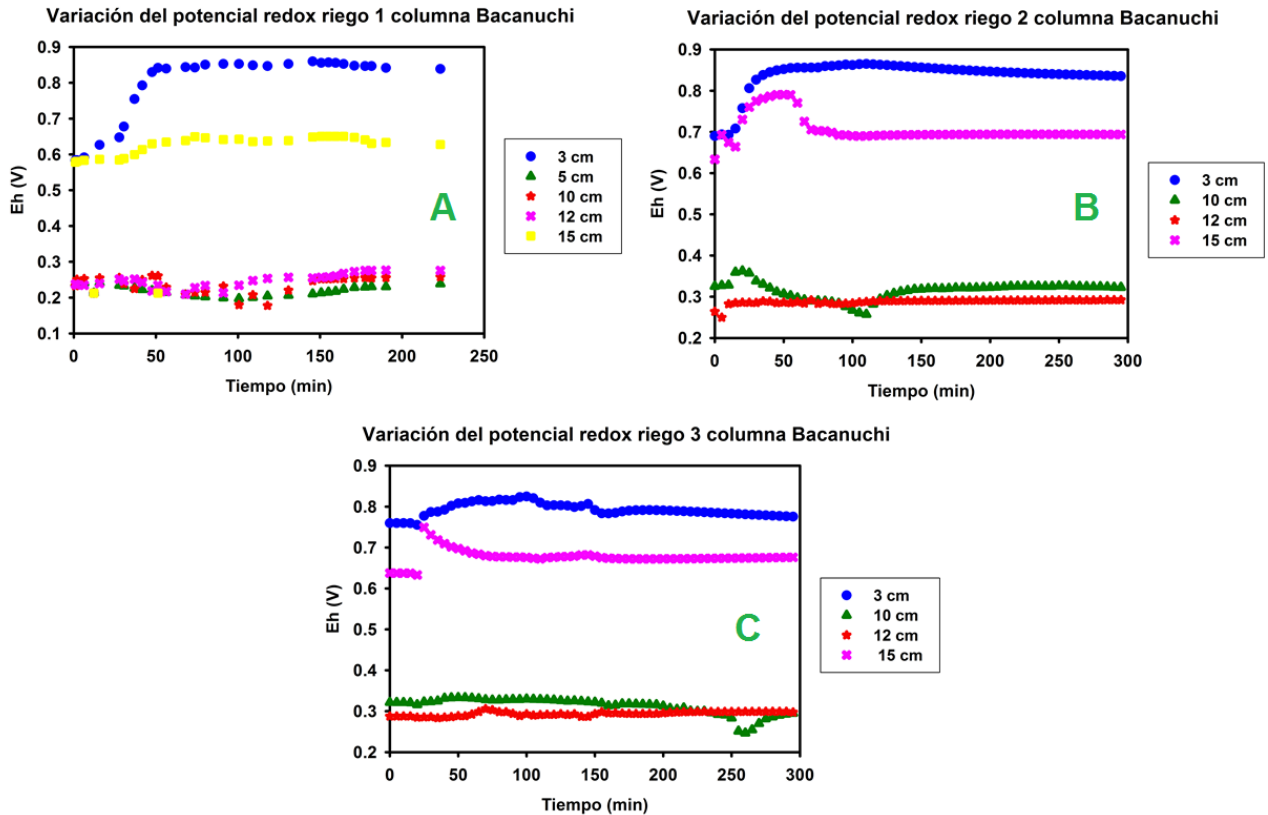 Variación del potencial redox riego 1 columna Bacanuchi
0.9
0.8
0.7
0.6
0.5
0.4
0.3
0.2
0.1
Eh (V)
0 50 100 150 200 250
Tiempo (min)
A
3 cm
5 cm
10 cm
12 cm
15 cm
Variación del potencial redox riego 2 columna Bacanuchi
0.9
0.8
0.7
0.6
0.5
0.4
0.3
0.2
Eh (V)
0 50 100 150 200 250 300
Tiempo (min)
B
3 cm
10 cm
12 cm
15 cm
Variación del potencial redox riego 3 columna Bacanuchi
0.9
0.8
0.7
0.6
0.5
0.4
0.3
0.2
Eh (V)
0 50 100 150 200 250 300
Tiempo (min)
C
3 cm
10 cm
12 cm
15 cm